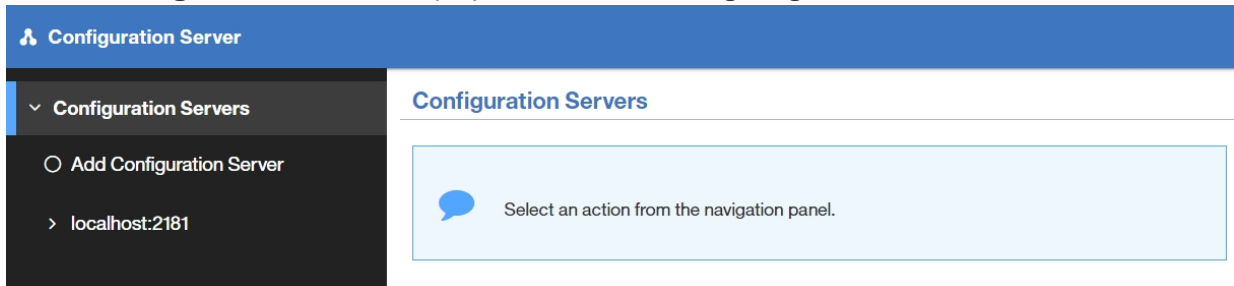 Configuration Server
Configuration Servers
Add Configuration Server
localhost:2181
Configuration Servers
Select an action from the navigation panel.